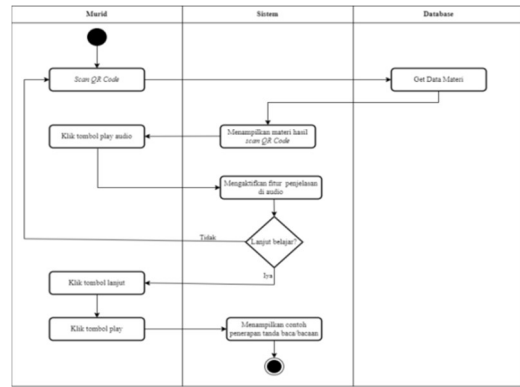 Murid
Sistem
Database
Scan QR Code
Get Data Materi
Klik tombol play audio
Menampilkan materi hasil
scan QR Code
Mengaktifkan fitur penjelasan
di audio
Tidak
Lanjut belajar?
Iya
Klik tombol lanjut
Klik tombol play
Menampilkan contoh
penerapan tanda baca/bacaan